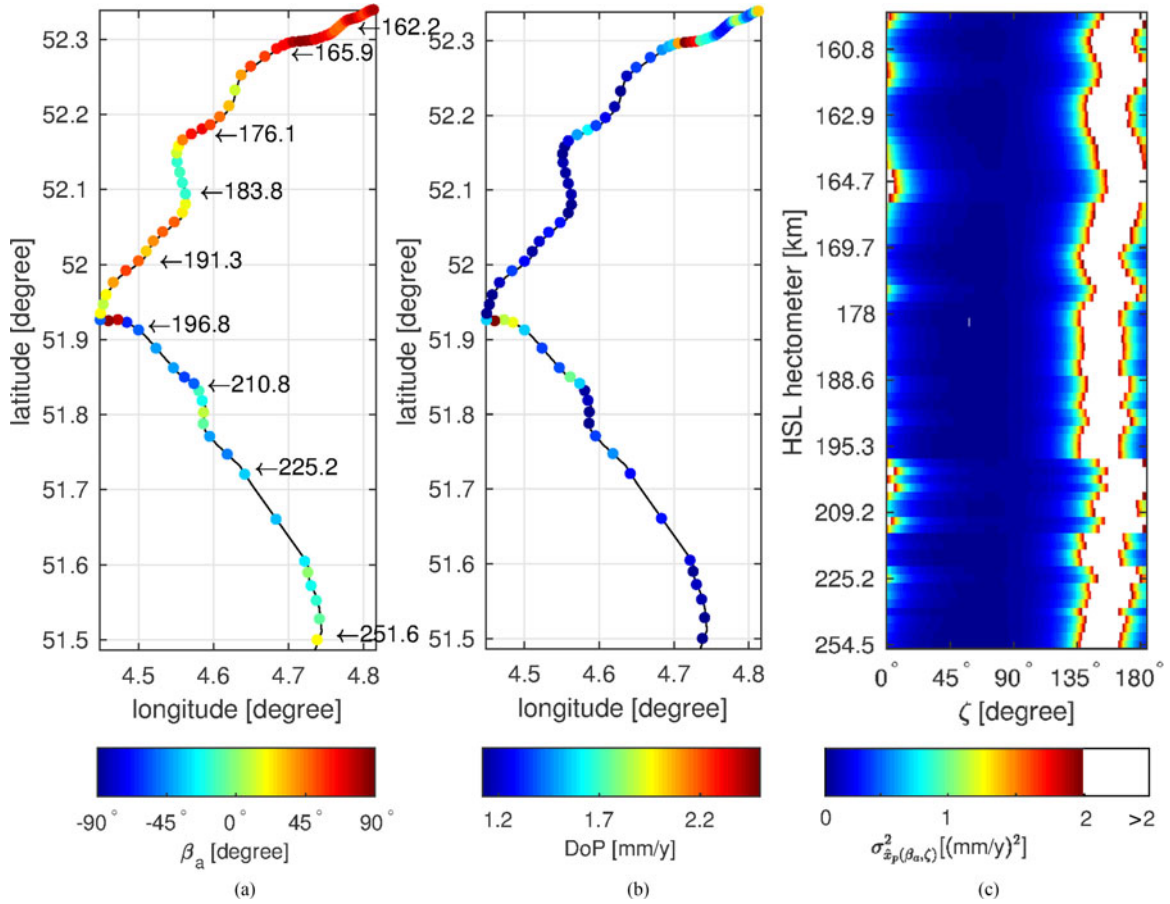 52.3
52.2
52.1
52
51.9
51.8
51.7
51.6
51.5
latitude [degree]
←162.2
←165.9
←176.1
←183.8
←191.3
←196.8
←210.8
←225.2
←251.6
4.5 4.6 4.7 4.8
longitude [degree]
-90° -45° 0° 45° 90°
βa [degree]
(a)
52.3
52.2
52.1
52
51.9
51.8
51.7
51.6
51.5
latitude [degree]
4.5 4.6 4.7 4.8
longitude [degree]
1.2 1.7 2.2
DoP [mm/y]
(b)
160.8
162.9
164.7
169.7
178
188.6
195.3
209.2
225.2
254.5
HSL hectometer [km]
0° 45° 90° 135° 180°
ζ [degree]
0 1 2 >2
σ²x̂p(βa,ζ)[(mm/y)²]
(c)